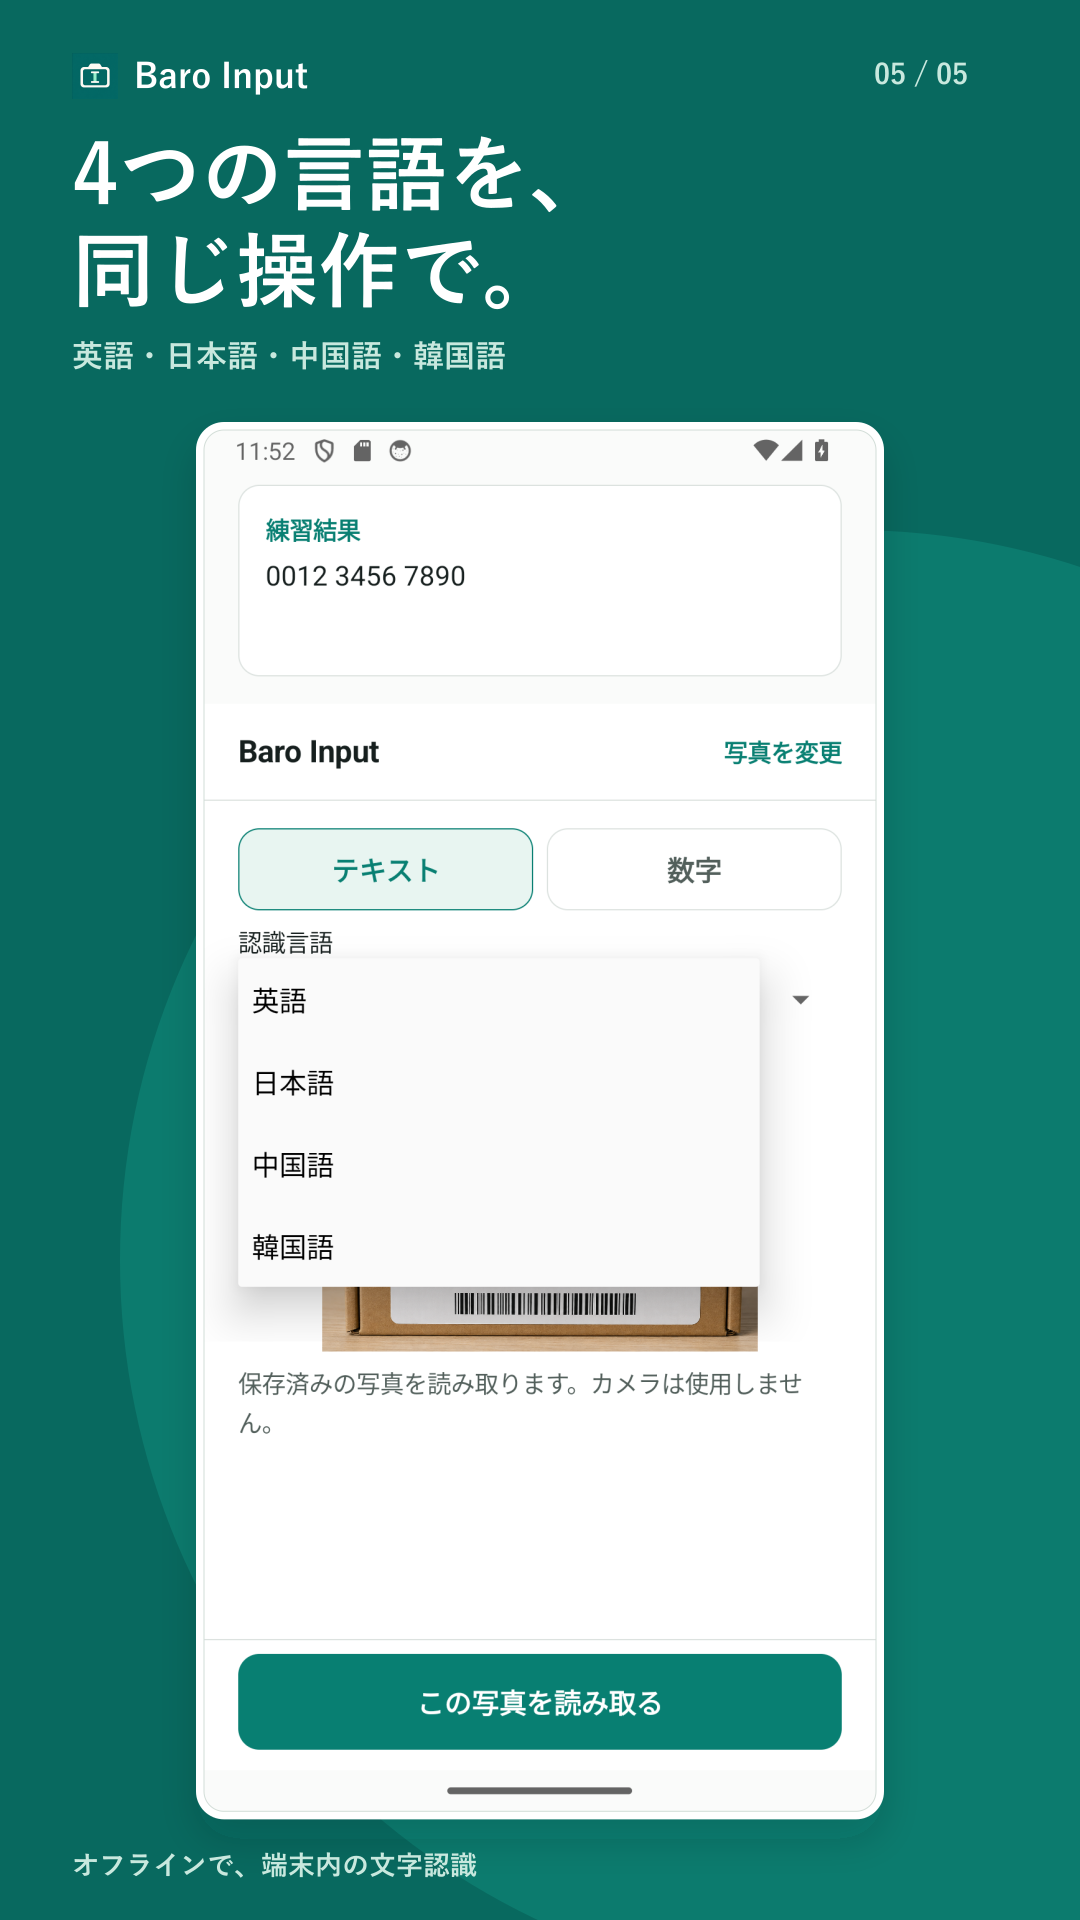 Baro Input
05 / 05
4つの言語を、
同じ操作で。
英語・日本語・中国語・韓国語
11:52
練習結果
0012 3456 7890
Baro Input
写真を変更
テキスト
数字
認識言語
英語
日本語
中国語
韓国語
保存済みの写真を読み取ります。カメラは使用しませ
ん。
この写真を読み取る
オフラインで、端末内の文字認識